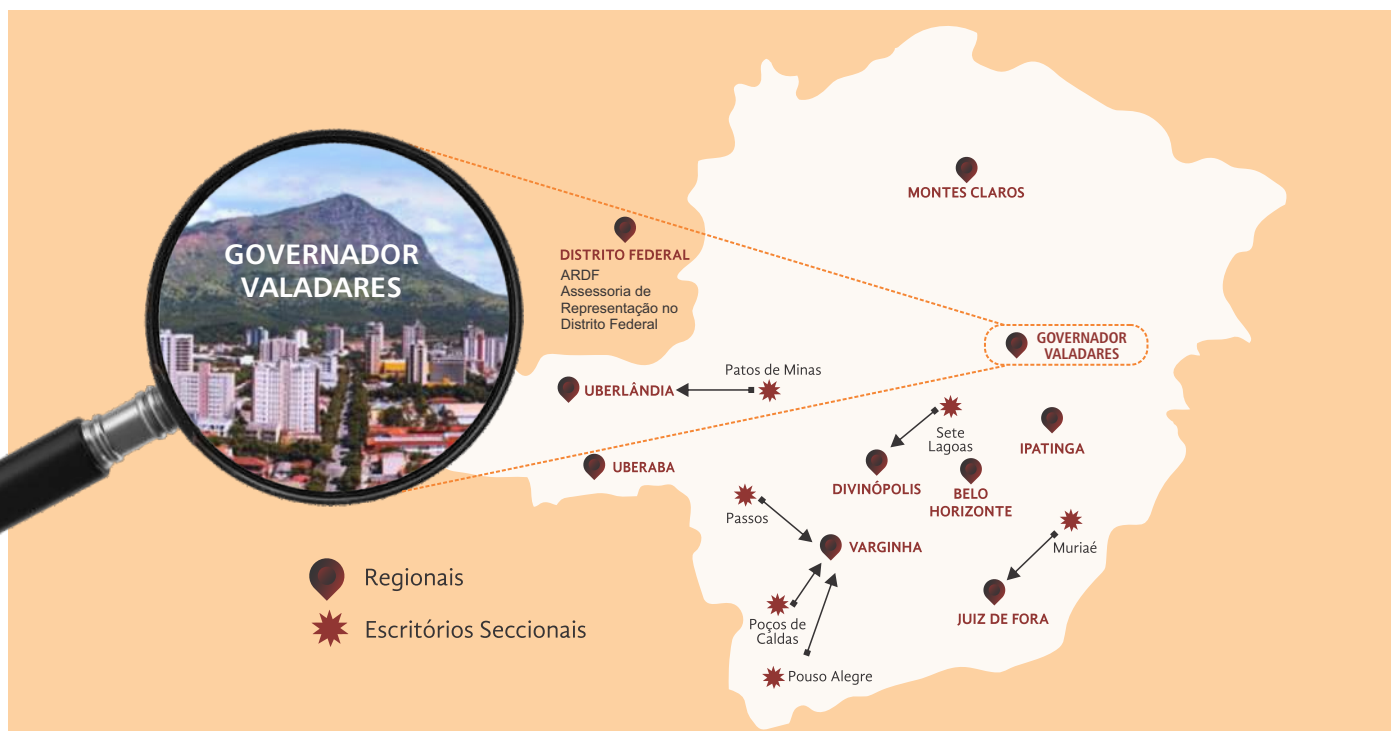 GOVERNADOR
VALADARES
MONTES CLAROS
DISTRITO FEDERAL
ARDF
Assessoria de
Representação no
Distrito Federal
GOVERNADOR
VALADARES
Patos de Minas
UBERLÂNDIA
Sete
Lagoas
IPATINGA
UBERABA
DIVINÓPOLIS
BELO
HORIZONTE
Passos
VARGINHA
Muriaé
Poços de
Caldas
JUIZ DE FORA
Pouso Alegre
Regionais
Escritórios Seccionais